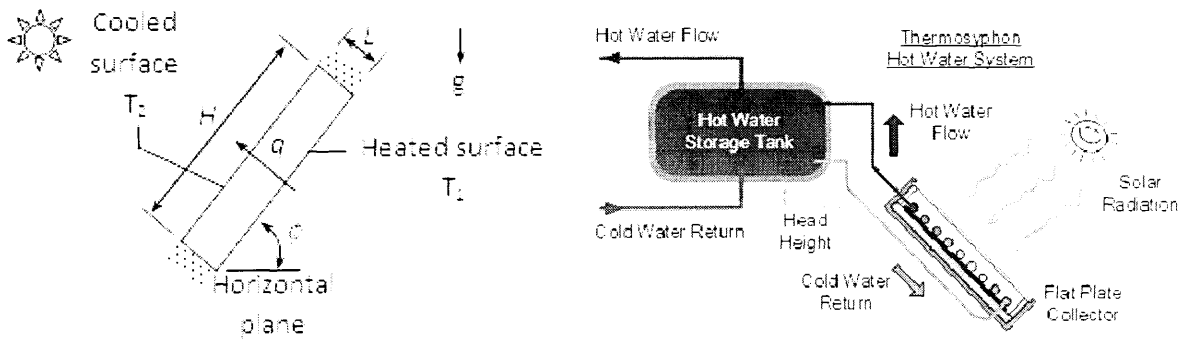 Cooled
surface
T₂
H
L
g
q
Heated surface
T₁
Horizontal
plane
Hot Water Flow
Thermosyphon
Hot Water System
Hot Water
Storage Tank
Hot Water
Flow
Solar
Radiation
Cold Water Return
Head
Height
Cold Water
Return
Flat Plate
Collector